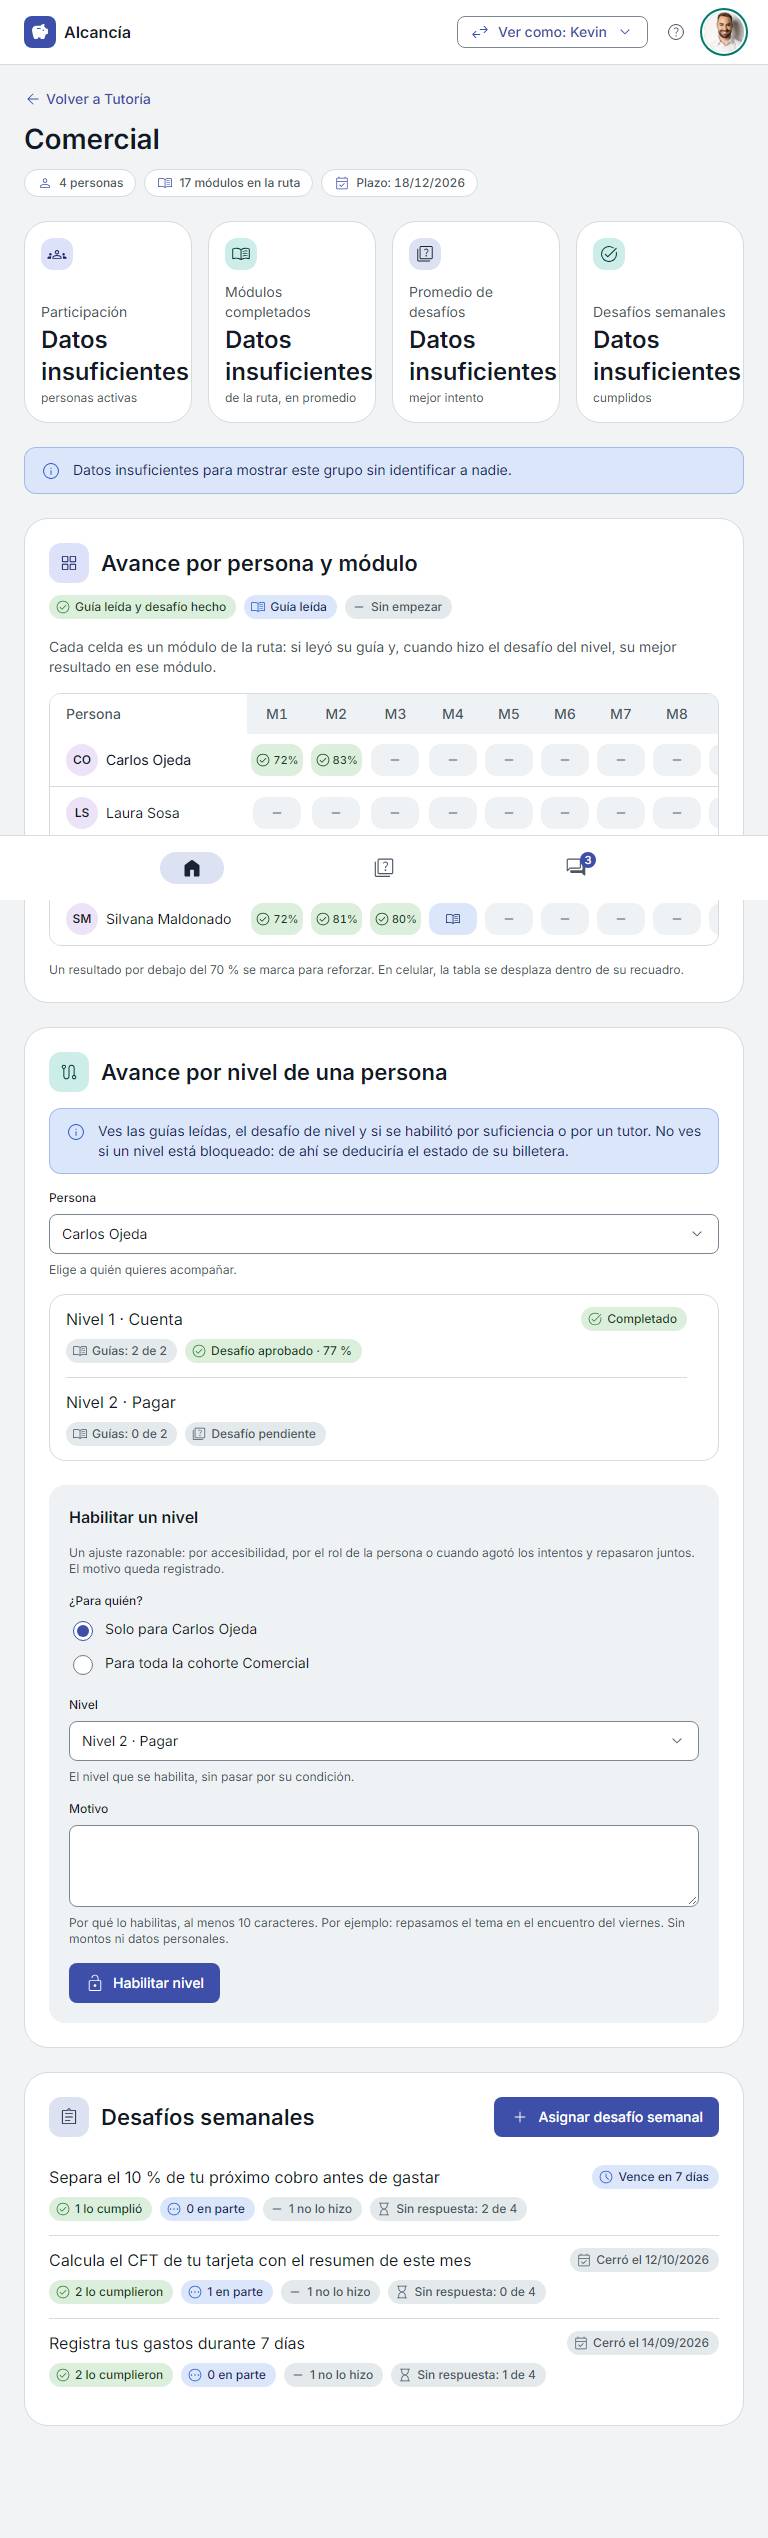 Alcancía
Ver como: Kevin
Volver a Tutoría
Comercial
4 personas
17 módulos en la ruta
Plazo: 18/12/2026
Participación
Datos
insuficientes
personas activas
Módulos
completados
Datos
insuficientes
de la ruta, en promedio
Promedio de
desafíos
Datos
insuficientes
mejor intento
Desafíos semanales
Datos
insuficientes
cumplidos
Datos insuficientes para mostrar este grupo sin identificar a nadie.
Avance por persona y módulo
Guía leída y desafío hecho
Guía leída
Sin empezar
Cada celda es un módulo de la ruta: si leyó su guía y, cuando hizo el desafío del nivel, su mejor
resultado en ese módulo.
Persona M1 M2 M3 M4 M5 M6 M7 M8
CO Carlos Ojeda 72% 83% – – – – – –
LS Laura Sosa – – – – – – – –
3
SM Silvana Maldonado 72% 81% 80% – – – –
Un resultado por debajo del 70 % se marca para reforzar. En celular, la tabla se desplaza dentro de su recuadro.
Avance por nivel de una persona
Ves las guías leídas, el desafío de nivel y si se habilitó por suficiencia o por un tutor. No ves
si un nivel está bloqueado: de ahí se deduciría el estado de su billetera.
Persona
Carlos Ojeda
Elige a quién quieres acompañar.
Nivel 1 · Cuenta
Completado
Guías: 2 de 2
Desafío aprobado · 77 %
Nivel 2 · Pagar
Guías: 0 de 2
Desafío pendiente
Habilitar un nivel
Un ajuste razonable: por accesibilidad, por el rol de la persona o cuando agotó los intentos y repasaron juntos.
El motivo queda registrado.
¿Para quién?
Solo para Carlos Ojeda
Para toda la cohorte Comercial
Nivel
Nivel 2 · Pagar
El nivel que se habilita, sin pasar por su condición.
Motivo
Por qué lo habilitas, al menos 10 caracteres. Por ejemplo: repasamos el tema en el encuentro del viernes. Sin
montos ni datos personales.
Habilitar nivel
Desafíos semanales
Asignar desafío semanal
Separa el 10 % de tu próximo cobro antes de gastar
Vence en 7 días
1 lo cumplió
0 en parte
1 no lo hizo
Sin respuesta: 2 de 4
Calcula el CFT de tu tarjeta con el resumen de este mes
Cerró el 12/10/2026
2 lo cumplieron
1 en parte
1 no lo hizo
Sin respuesta: 0 de 4
Registra tus gastos durante 7 días
Cerró el 14/09/2026
2 lo cumplieron
0 en parte
1 no lo hizo
Sin respuesta: 1 de 4